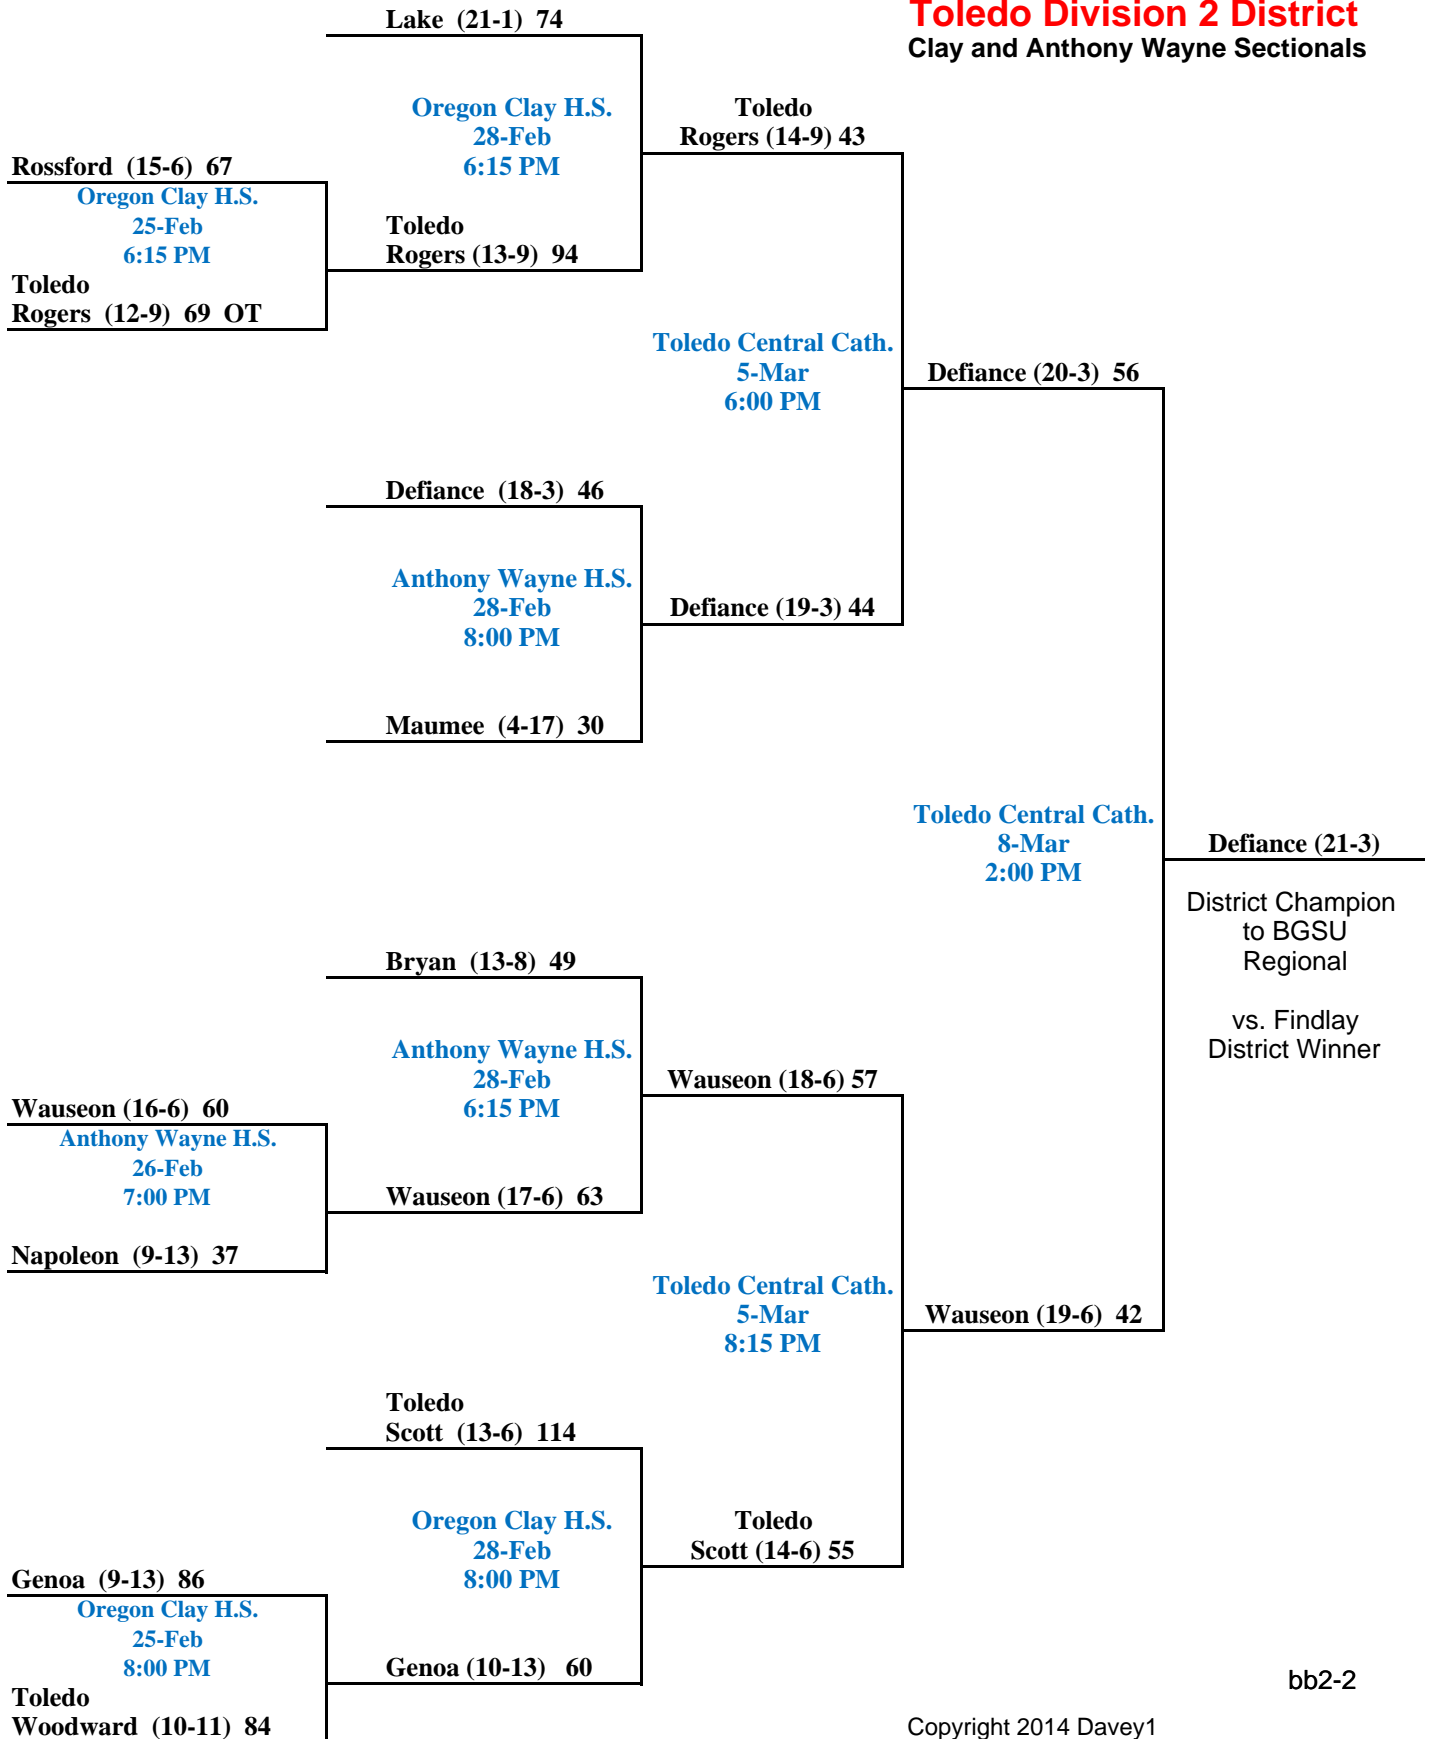 Toledo Division 2 District
Clay and Anthony Wayne Sectionals
Lake (21-1) 74
Oregon Clay H.S.
28-Feb
6:15 PM
Toledo
Rogers (14-9) 43
Rossford (15-6) 67
Oregon Clay H.S.
25-Feb
6:15 PM
Toledo
Rogers (13-9) 94
Toledo
Rogers (12-9) 69 OT
Toledo Central Cath.
5-Mar
6:00 PM
Defiance (20-3) 56
Defiance (18-3) 46
Anthony Wayne H.S.
28-Feb
8:00 PM
Defiance (19-3) 44
Maumee (4-17) 30
Toledo Central Cath.
8-Mar
2:00 PM
Defiance (21-3)
District Champion
to BGSU
Regional
vs. Findlay
District Winner
Bryan (13-8) 49
Anthony Wayne H.S.
28-Feb
6:15 PM
Wauseon (18-6) 57
Wauseon (16-6) 60
Anthony Wayne H.S.
26-Feb
7:00 PM
Wauseon (17-6) 63
Napoleon (9-13) 37
Toledo Central Cath.
5-Mar
8:15 PM
Wauseon (19-6) 42
Toledo
Scott (13-6) 114
Oregon Clay H.S.
28-Feb
8:00 PM
Toledo
Scott (14-6) 55
Genoa (9-13) 86
Oregon Clay H.S.
25-Feb
8:00 PM
Genoa (10-13) 60
Toledo
Woodward (10-11) 84
bb2-2
Copyright 2014 Davey1